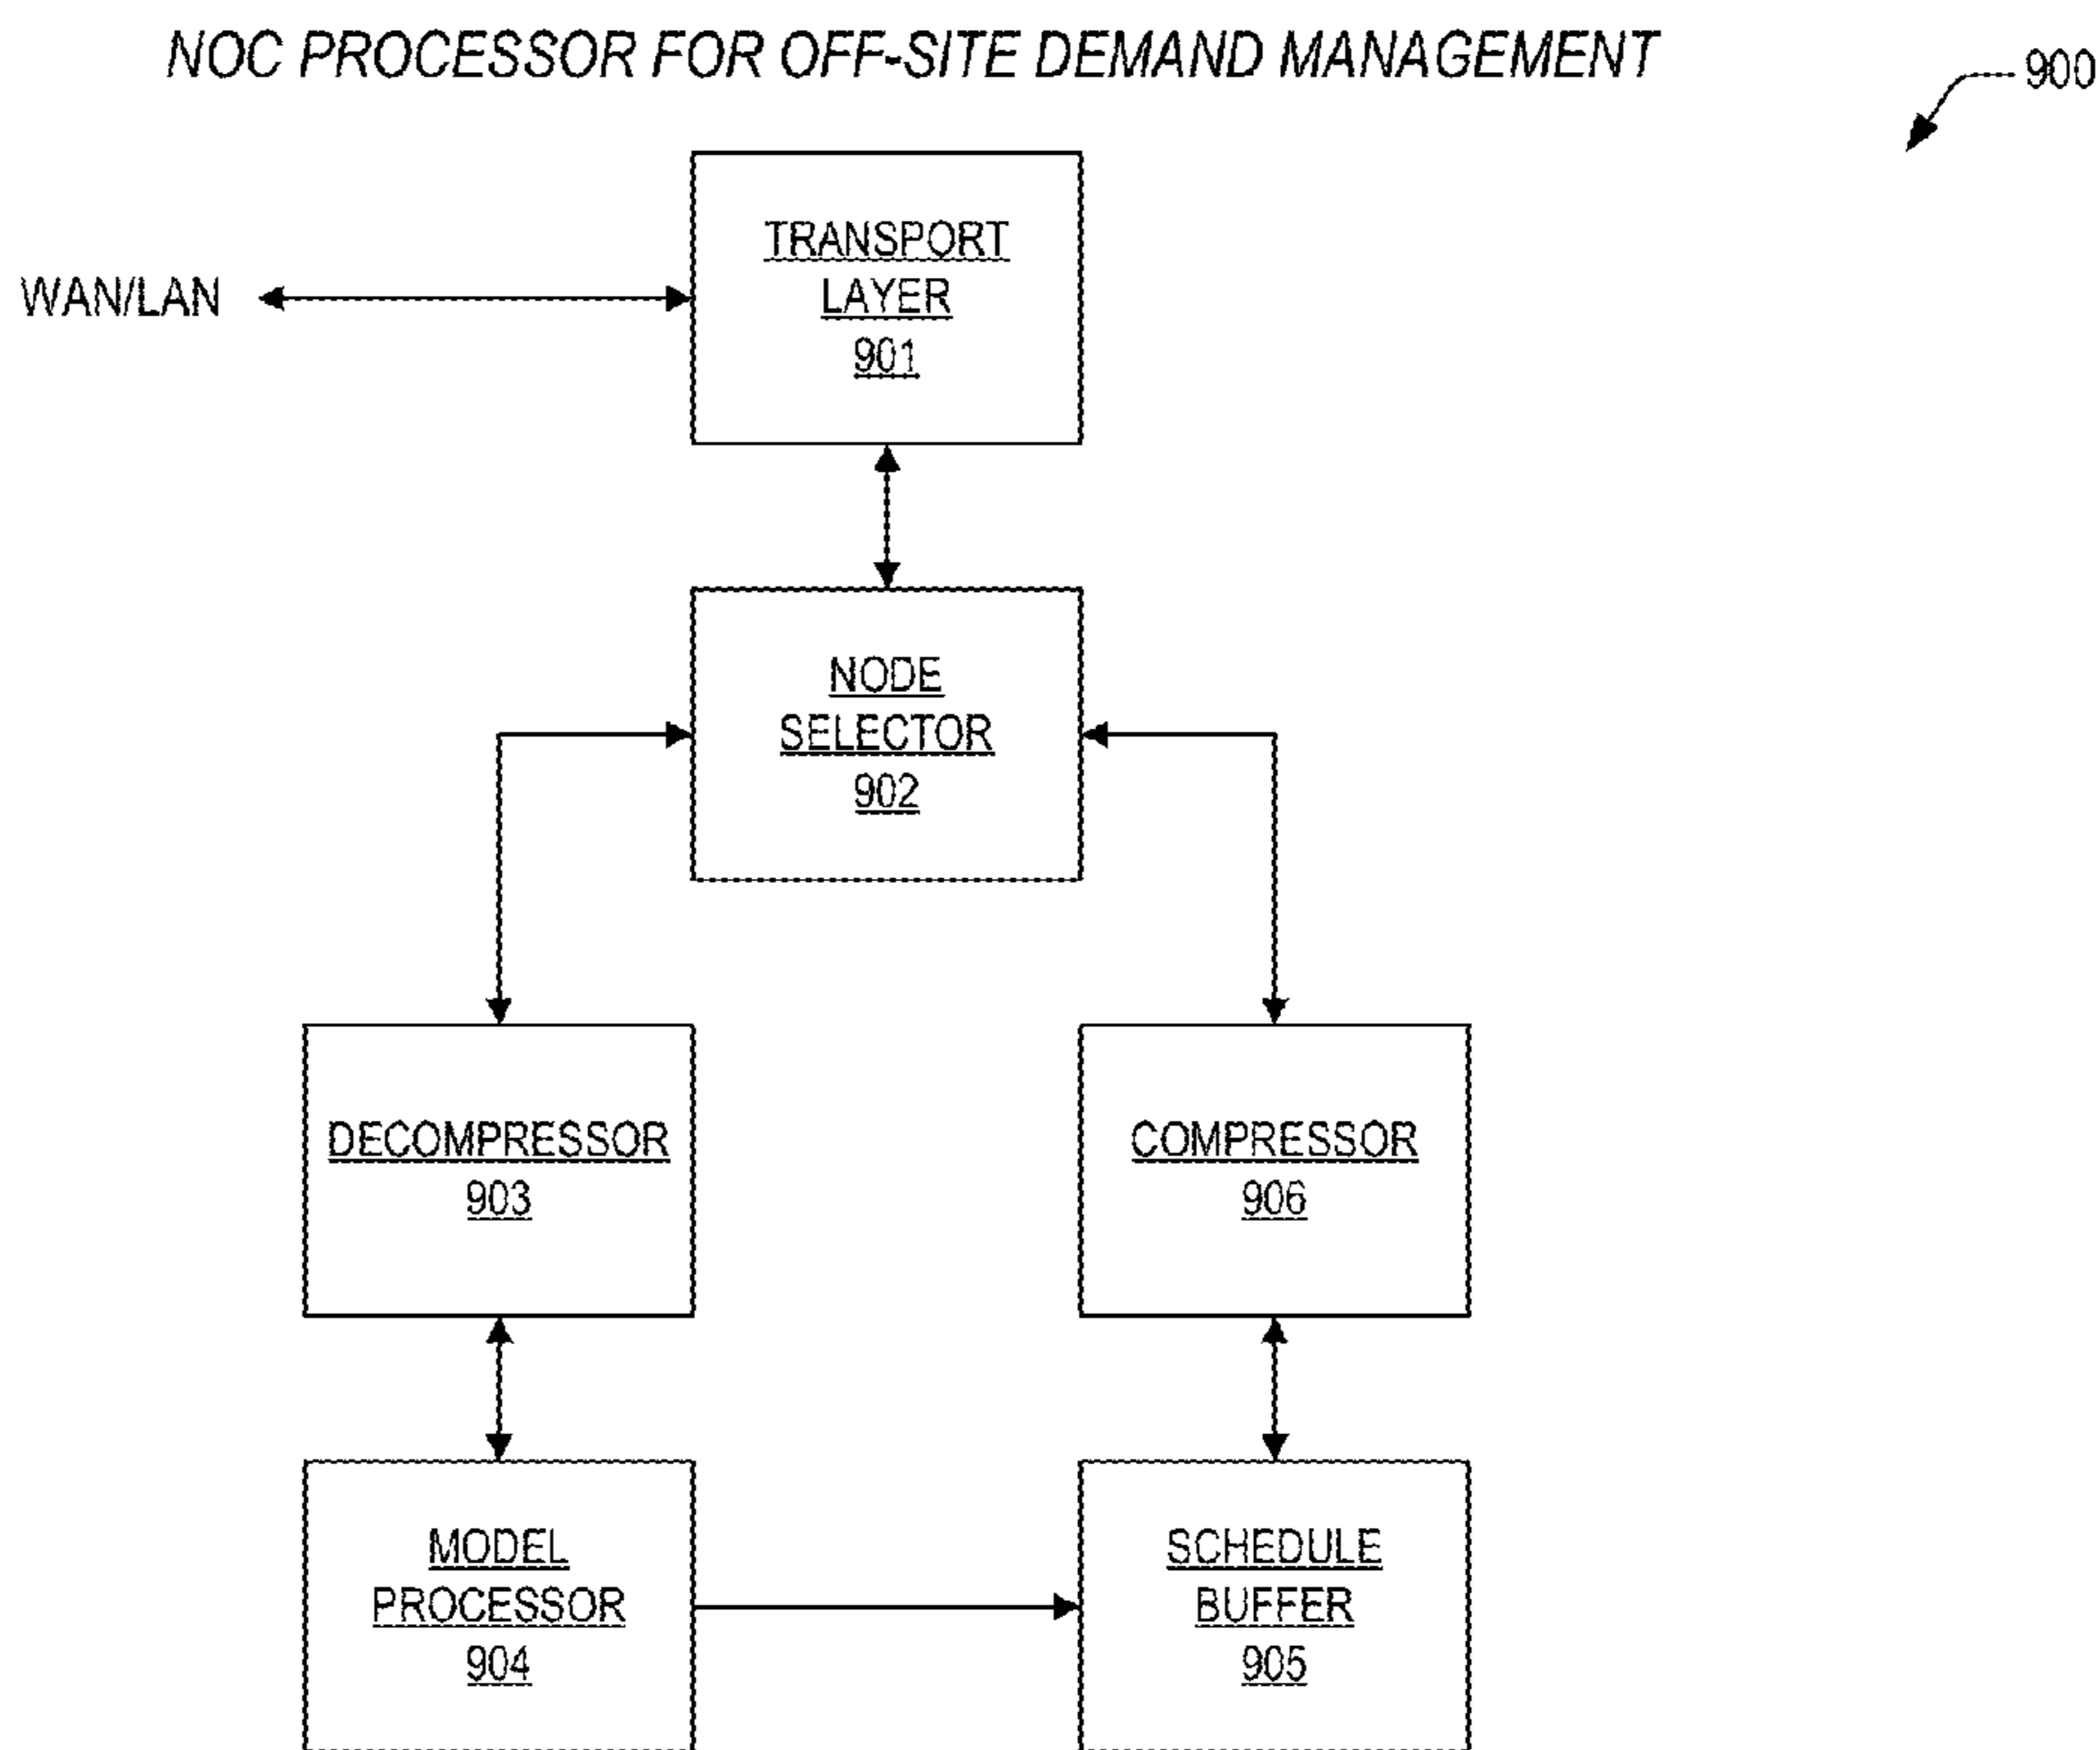 NOC PROCESSOR FOR OFF-SITE DEMAND MANAGEMENT
900
TRANSPORT
LAYER
901
WAN/LAN
NODE
SELECTOR
902
DECOMPRESSOR
903
COMPRESSOR
906
MODEL
PROCESSOR
904
SCHEDULE
BUFFER
905